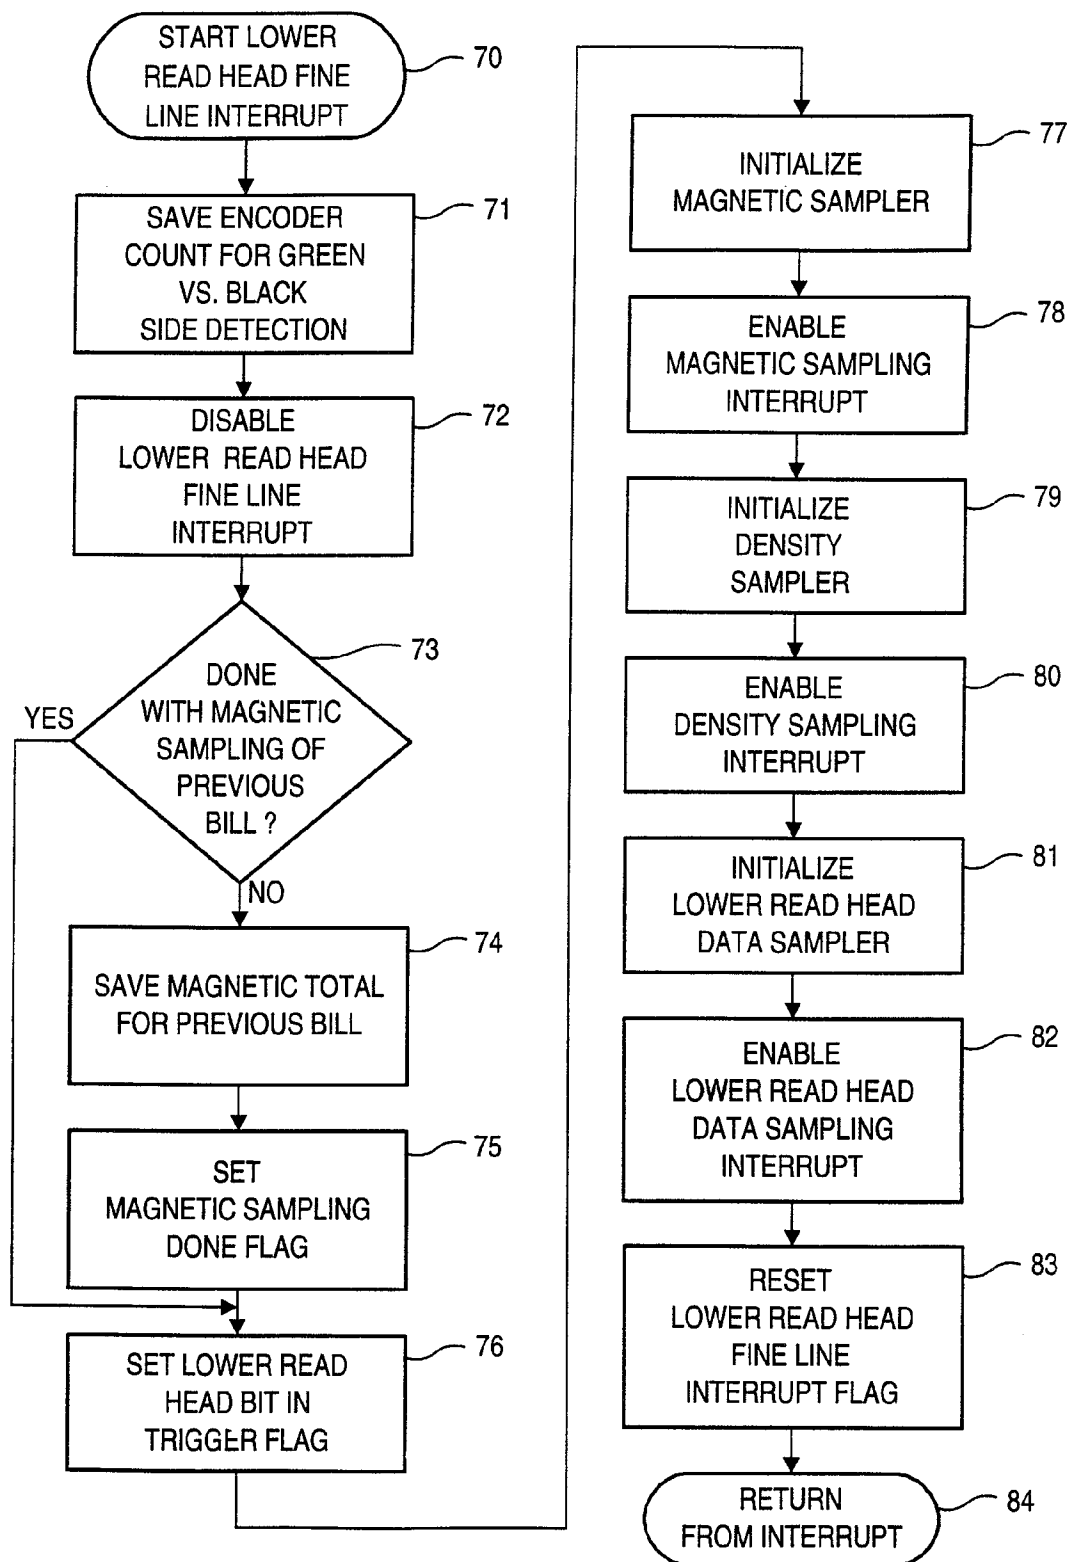 START LOWER
READ HEAD FINE
LINE INTERRUPT
70
SAVE ENCODER
COUNT FOR GREEN
VS. BLACK
SIDE DETECTION
71
DISABLE
LOWER READ HEAD
FINE LINE
INTERRUPT
72
DONE
WITH MAGNETIC
SAMPLING OF
PREVIOUS
BILL ?
73
YES
NO
SAVE MAGNETIC TOTAL
FOR PREVIOUS BILL
74
SET
MAGNETIC SAMPLING
DONE FLAG
75
SET LOWER READ
HEAD BIT IN
TRIGGER FLAG
76
INITIALIZE
MAGNETIC SAMPLER
77
ENABLE
MAGNETIC SAMPLING
INTERRUPT
78
INITIALIZE
DENSITY
SAMPLER
79
ENABLE
DENSITY SAMPLING
INTERRUPT
80
INITIALIZE
LOWER READ HEAD
DATA SAMPLER
81
ENABLE
LOWER READ HEAD
DATA SAMPLING
INTERRUPT
82
RESET
LOWER READ HEAD
FINE LINE
INTERRUPT FLAG
83
RETURN
FROM INTERRUPT
84